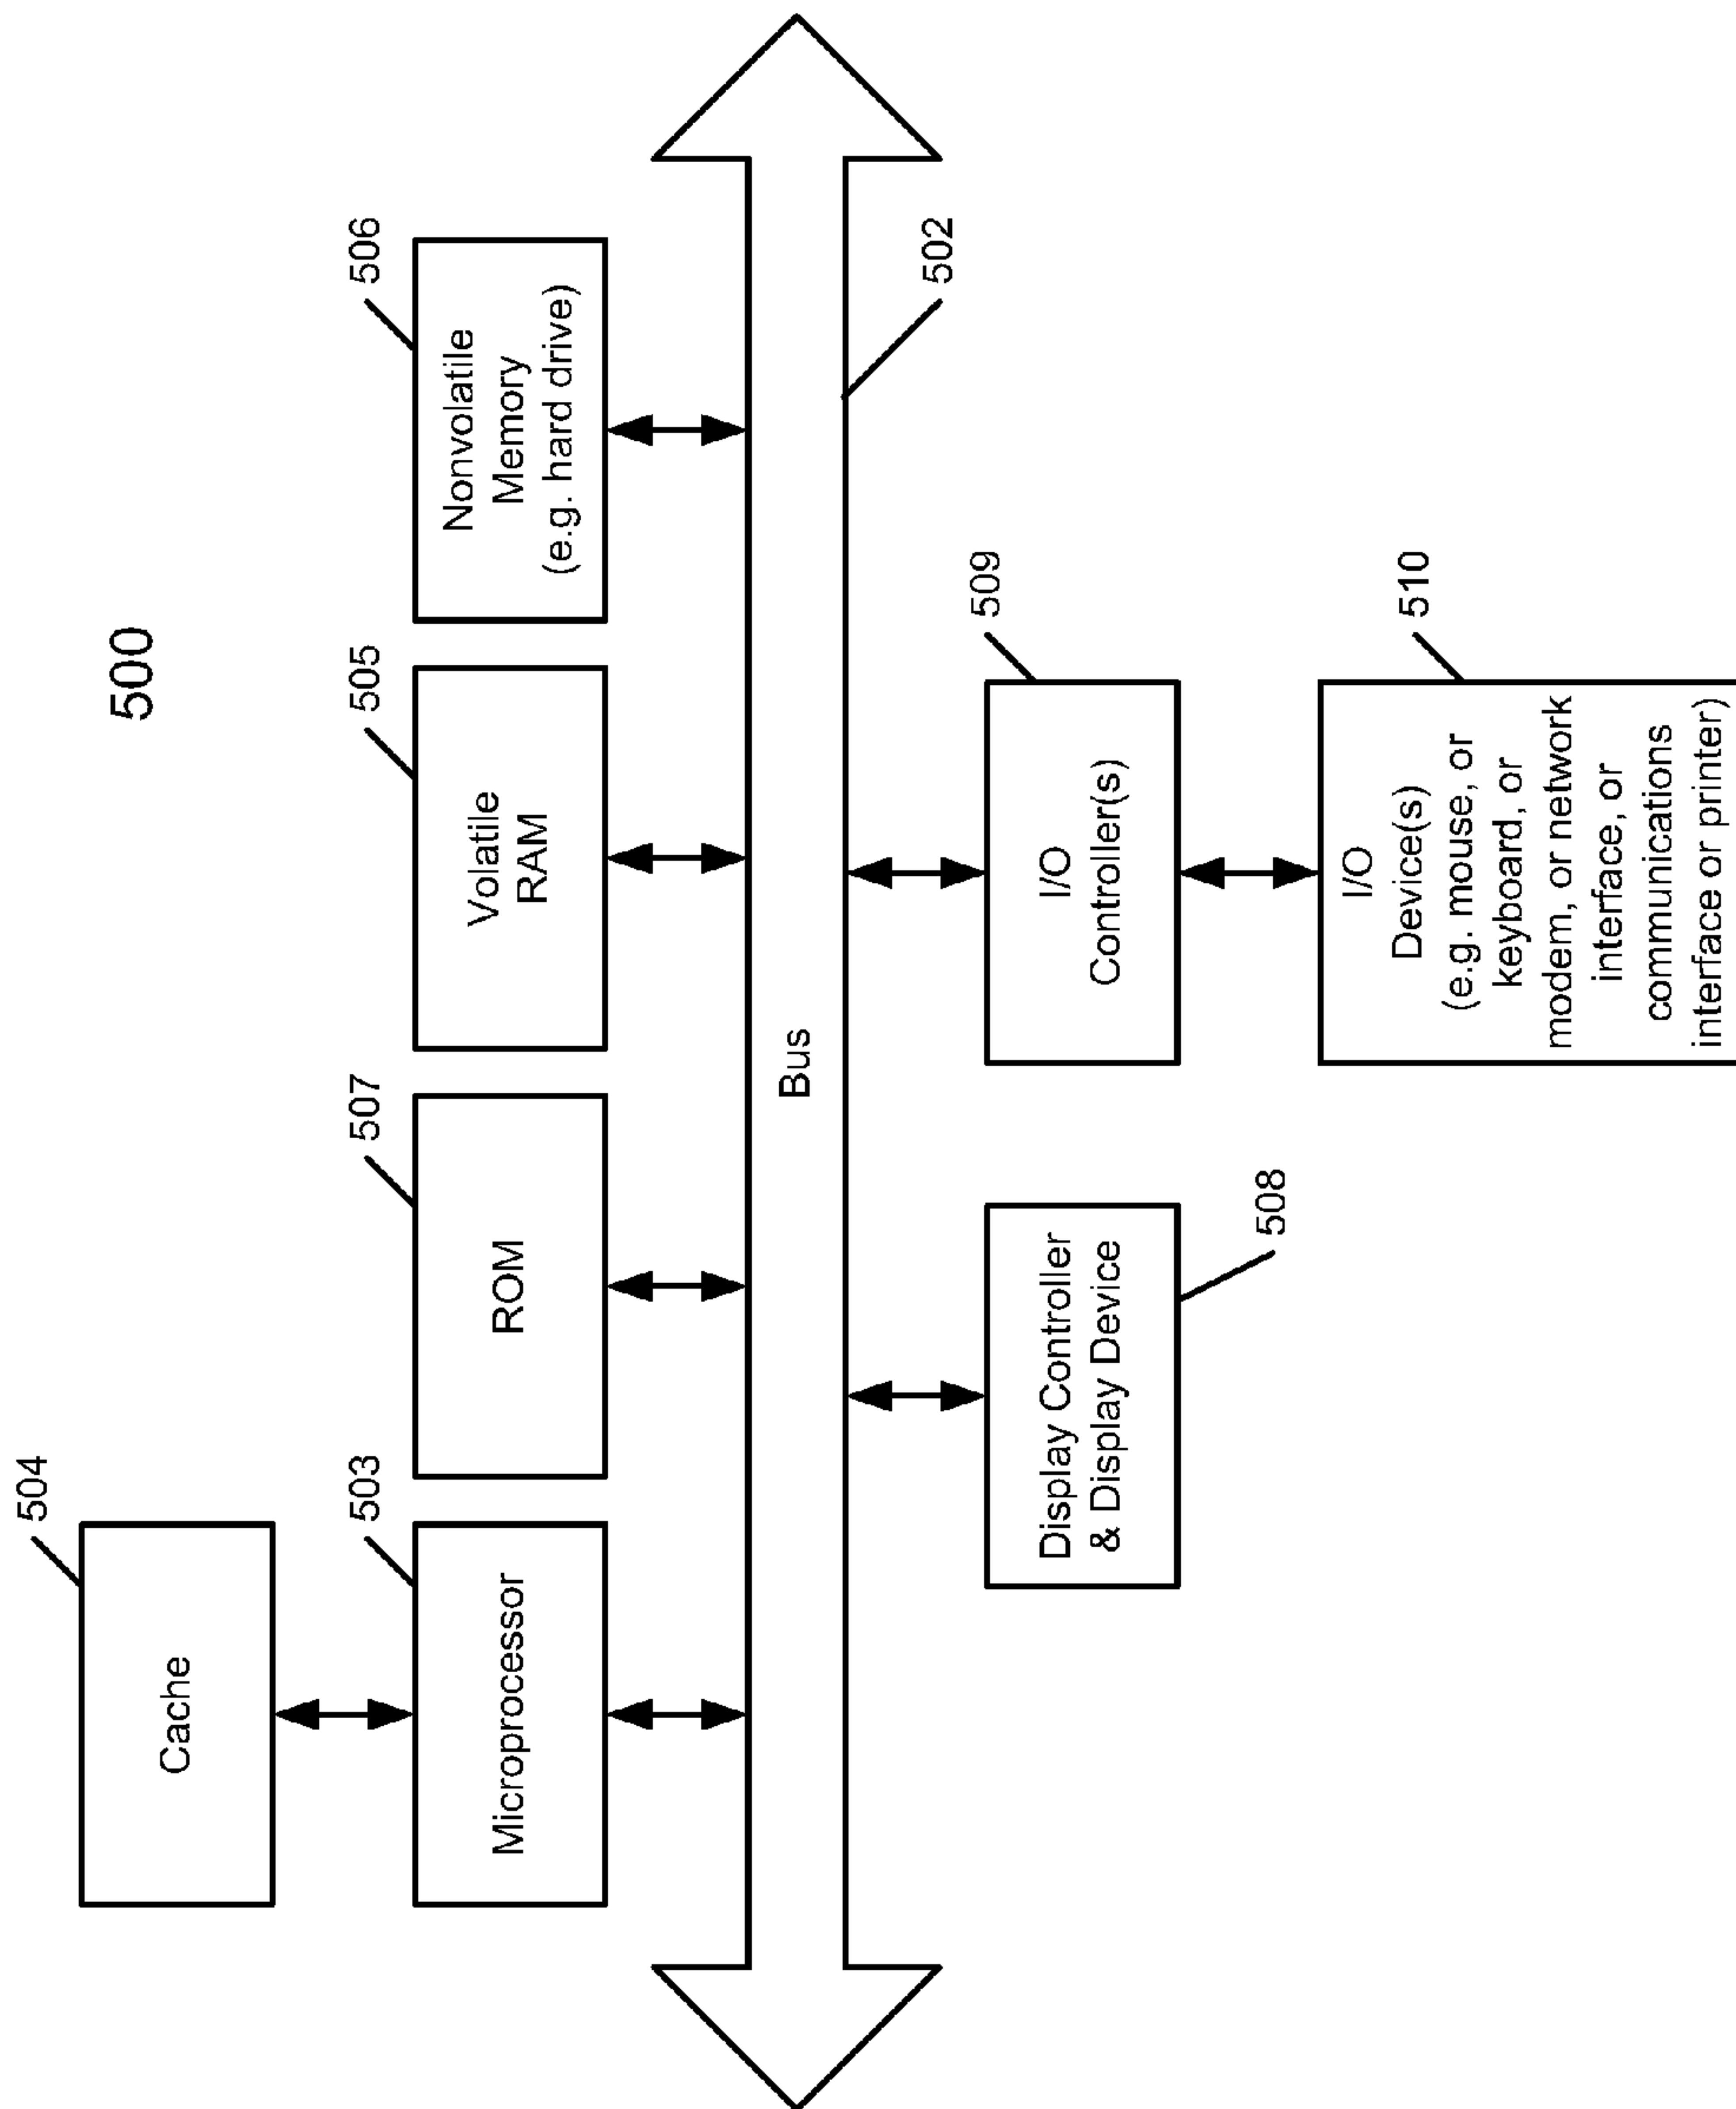 500
504
Cache
503
507
505
506
Microprocessor
ROM
Volatile
RAM
Nonvolatile
Memory
(e.g. hard drive)
Bus
502
509
Display Controller
& Display Device
508
I/O
Controller(s)
510
I/O
Device(s)
(e.g. mouse, or
keyboard, or
modem, or network
interface, or
communications
interface or printer)